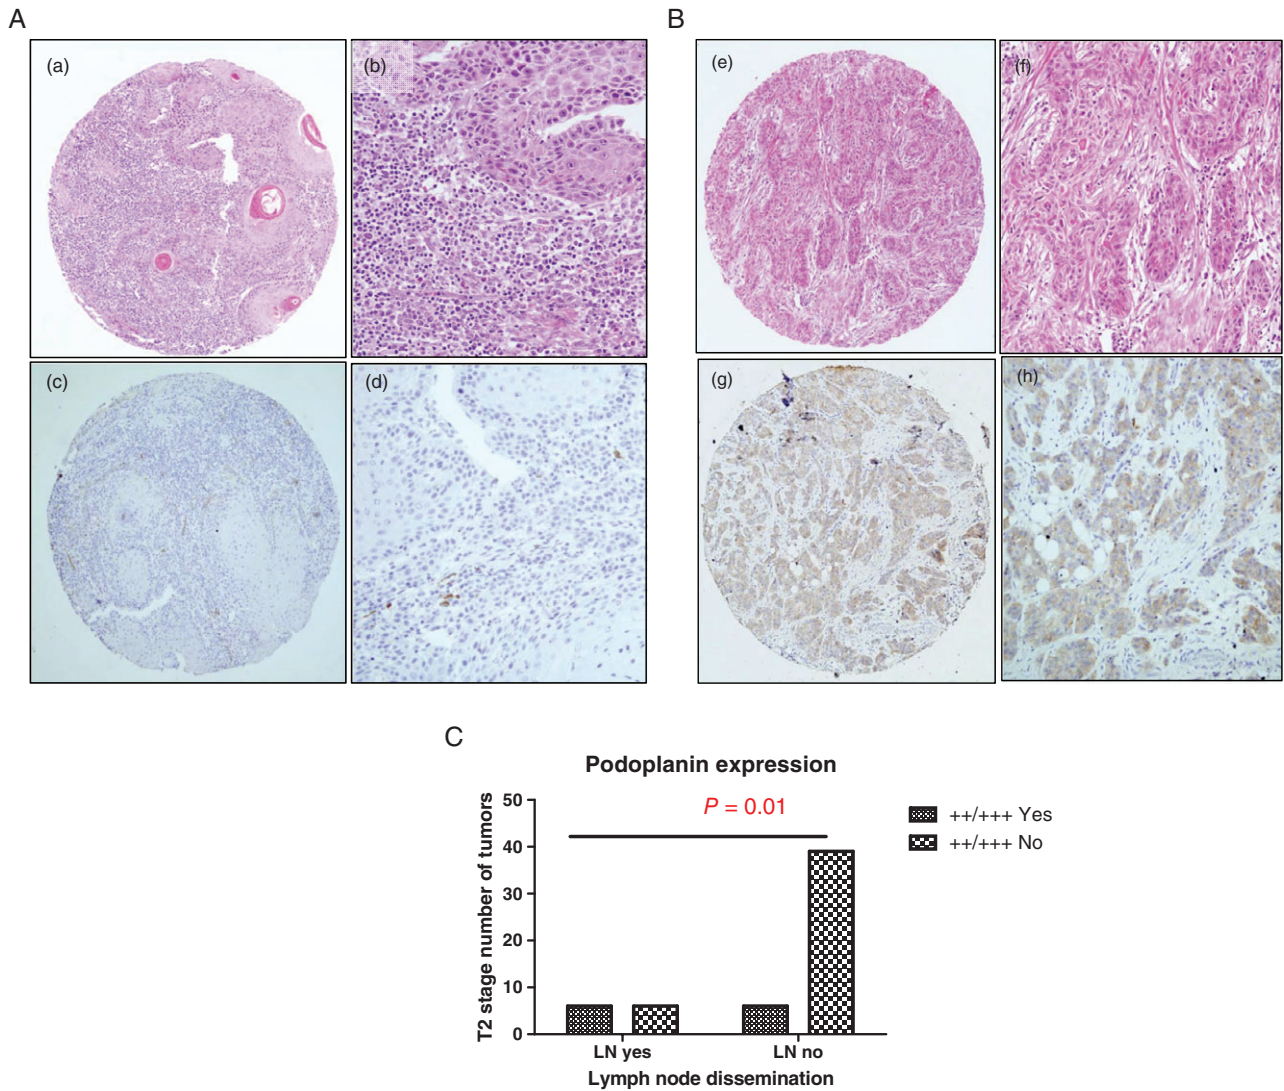 A
B
(a)
(b)
(e)
(f)
(c)
(d)
(g)
(h)
C
Podoplanin expression
P = 0.01
++/+++ Yes
++/+++ No
T2 stage number of tumors
50
40
30
20
10
0
LN yes
LN no
Lymph node dissemination